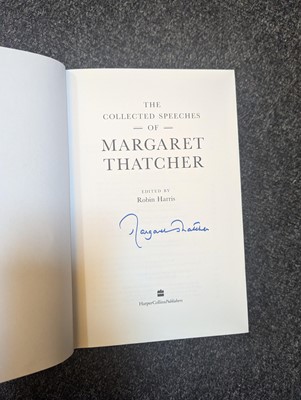 THE
COLLECTED SPEECHES
— OF —
MARGARET
THATCHER
EDITED BY
Robin Harris
Margaret Thatcher
HarperCollinsPublishers